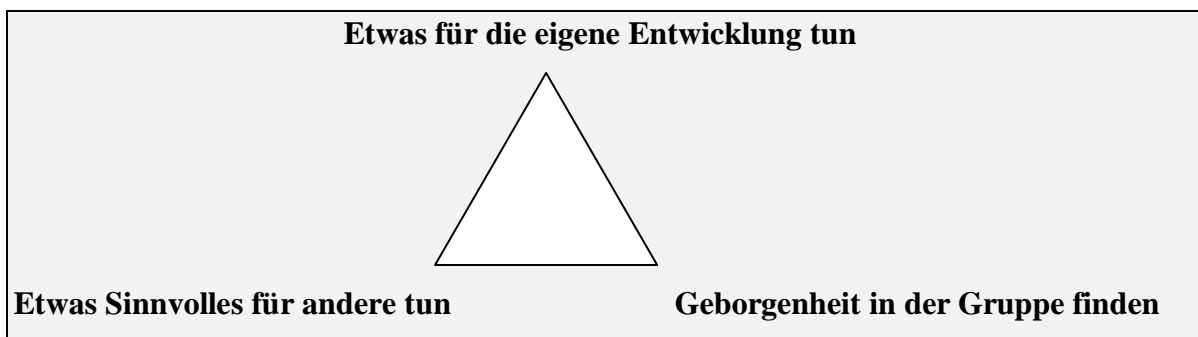 Etwas für die eigene Entwicklung tun
Etwas Sinnvolles für andere tun
Geborgenheit in der Gruppe finden